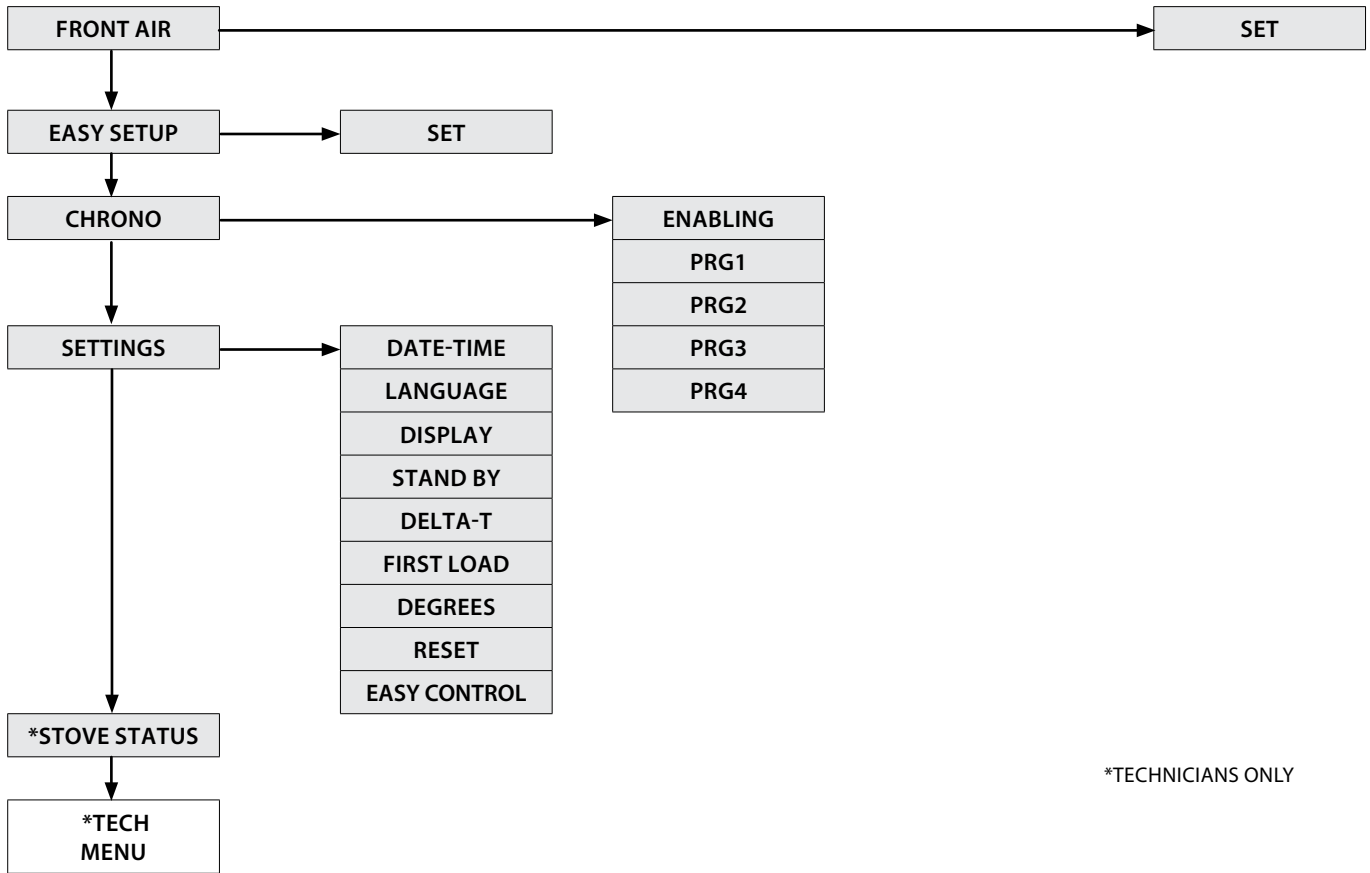 FRONT AIR
SET
EASY SETUP
SET
CHRONO
ENABLING
PRG1
PRG2
PRG3
PRG4
SETTINGS
DATE-TIME
LANGUAGE
DISPLAY
STAND BY
DELTA-T
FIRST LOAD
DEGREES
RESET
EASY CONTROL
*STOVE STATUS
*TECH
MENU
*TECHNICIANS ONLY